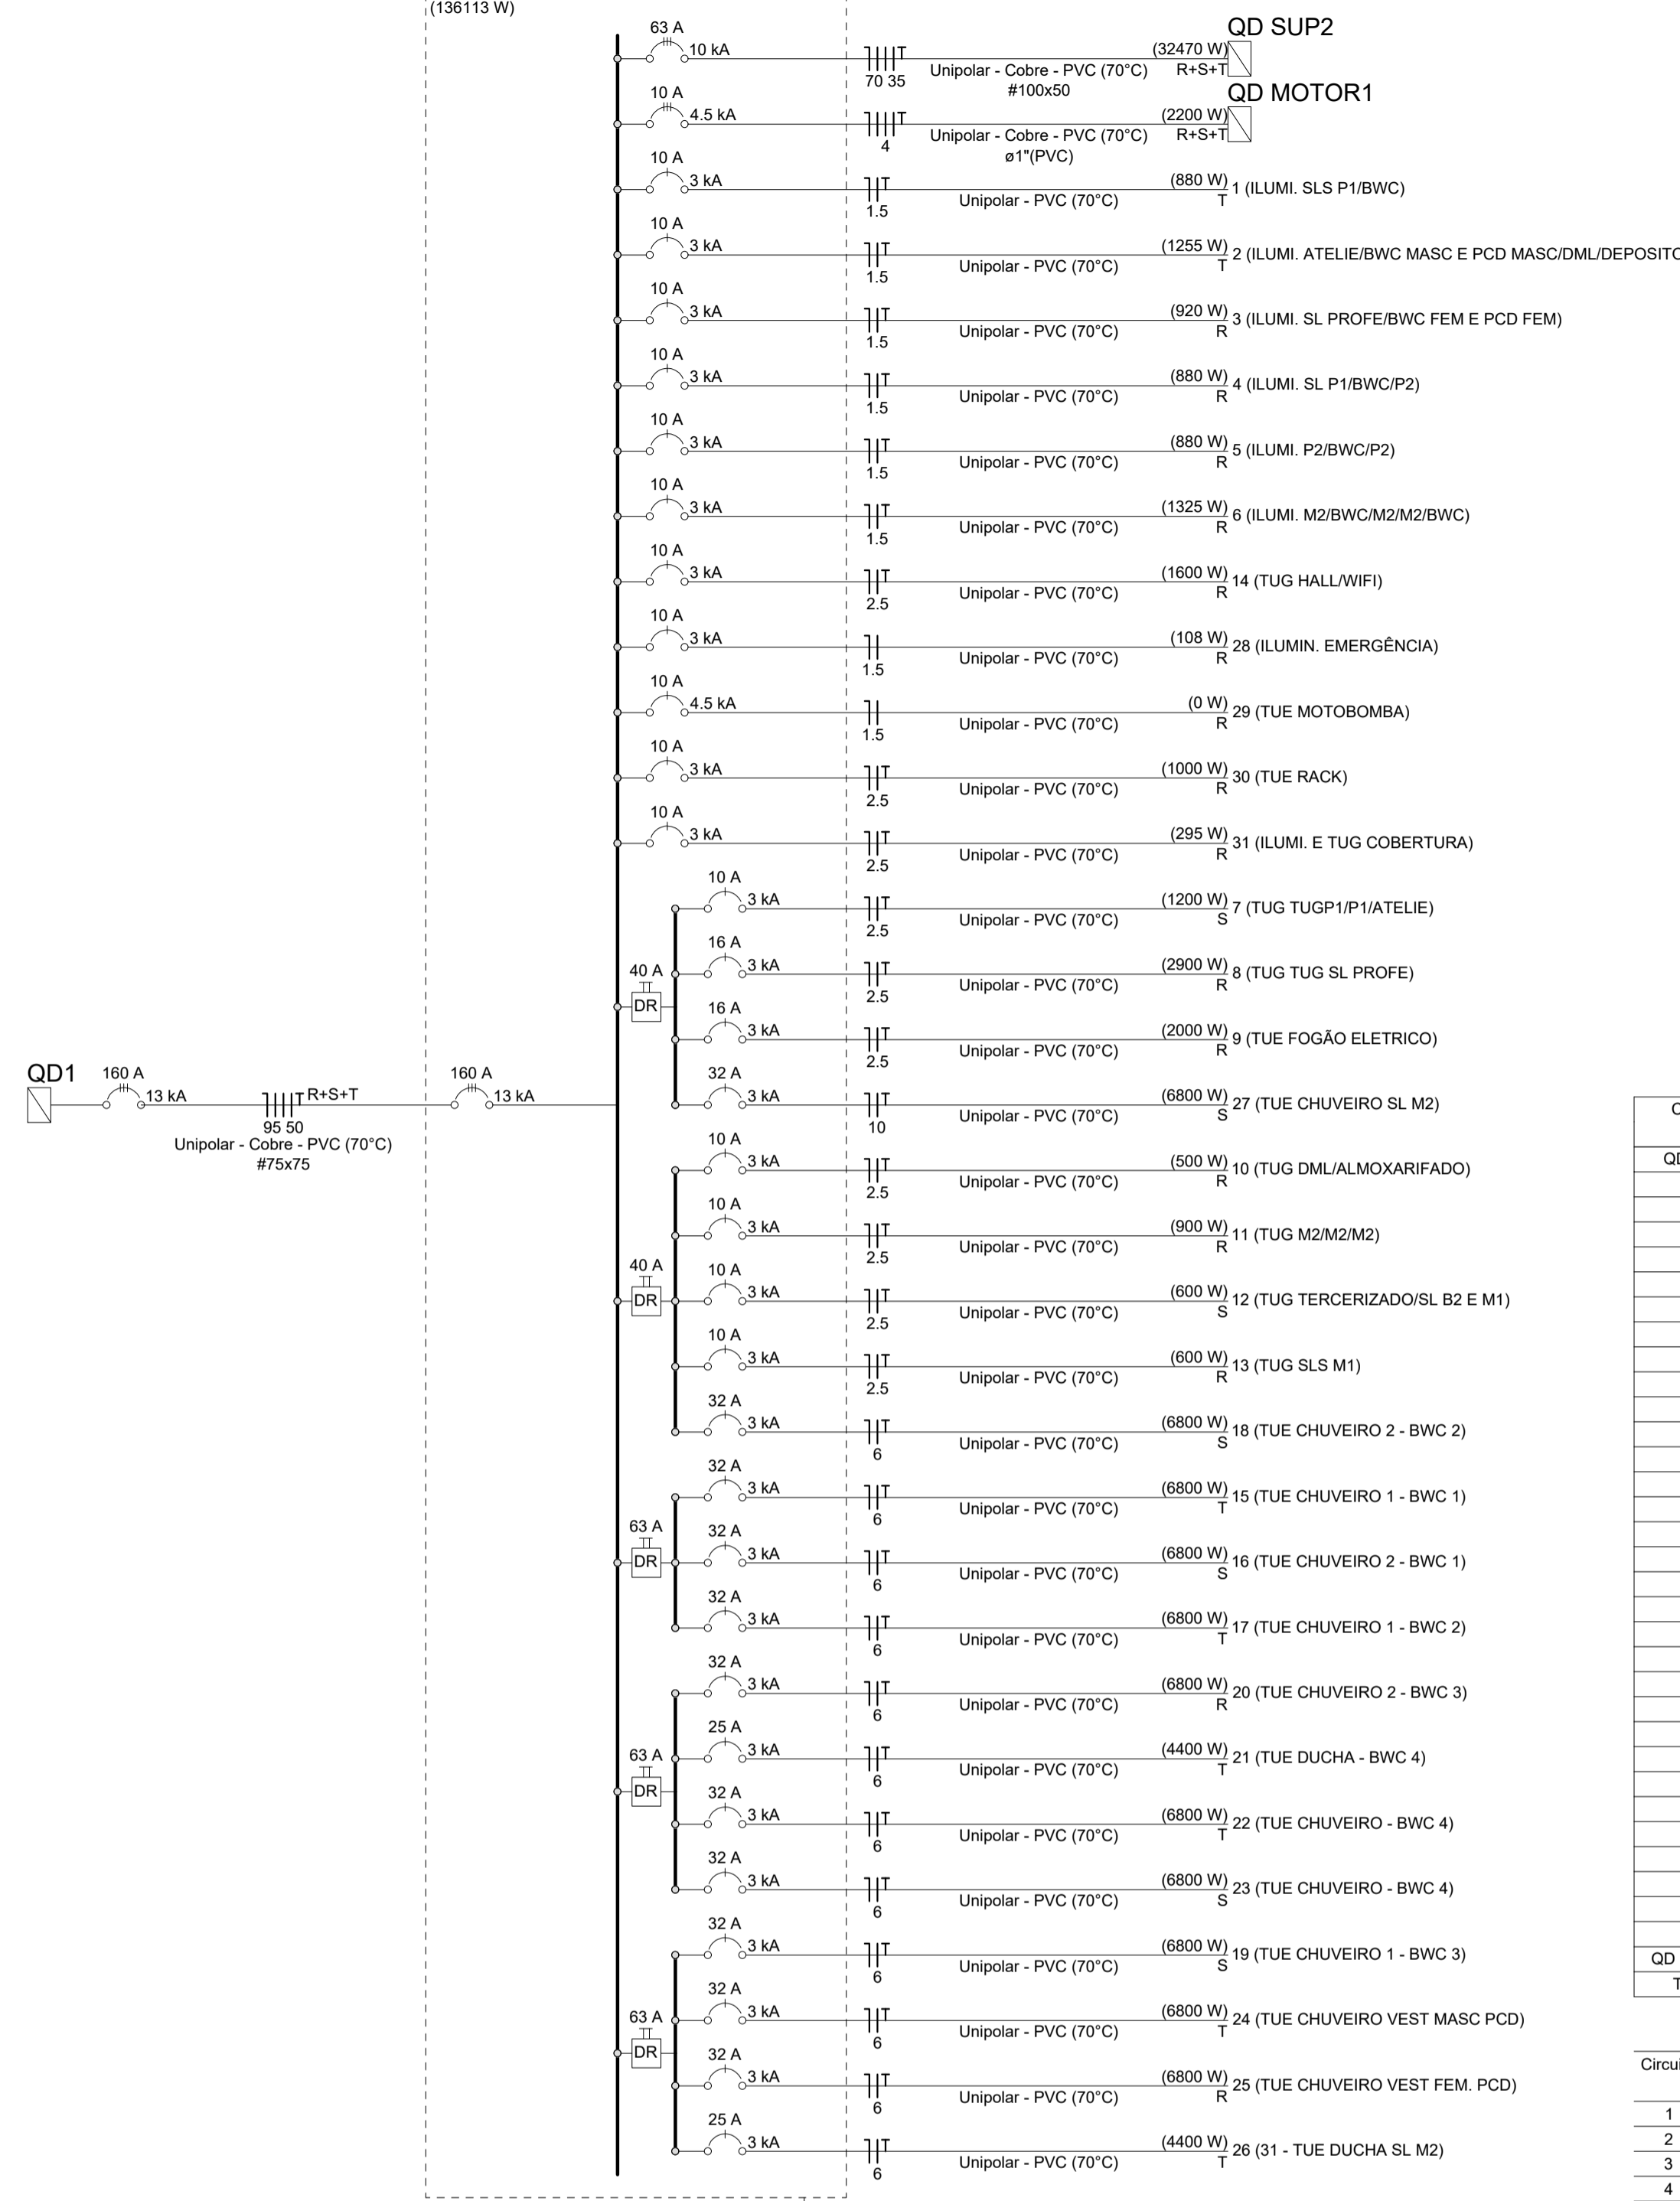 (136113 W)
63 A
10 kA
70 35
Unipolar - Cobre - PVC (70°C)
#100x50
(32470 W)
R+S+T
QD SUP2
10 A
4.5 kA
T
4
Unipolar - Cobre - PVC (70°C)
ø1"(PVC)
(2200 W)
R+S+T
QD MOTOR1
10 A
3 kA
T
1.5
Unipolar - PVC (70°C)
(880 W)
T
1 (ILUMI. SLS P1/BWC)
10 A
3 kA
T
1.5
Unipolar - PVC (70°C)
(1255 W)
T
2 (ILUMI. ATELIE/BWC MASC E PCD MASC/DML/DEPOSITO
10 A
3 kA
T
1.5
Unipolar - PVC (70°C)
(920 W)
R
3 (ILUMI. SL PROFE/BWC FEM E PCD FEM)
10 A
3 kA
T
1.5
Unipolar - PVC (70°C)
(880 W)
R
4 (ILUMI. SL P1/BWC/P2)
10 A
3 kA
T
1.5
Unipolar - PVC (70°C)
(880 W)
R
5 (ILUMI. P2/BWC/P2)
10 A
3 kA
T
1.5
Unipolar - PVC (70°C)
(1325 W)
R
6 (ILUMI. M2/BWC/M2/M2/BWC)
10 A
3 kA
T
2.5
Unipolar - PVC (70°C)
(1600 W)
R
14 (TUG HALL/WIFI)
10 A
3 kA
1.5
Unipolar - PVC (70°C)
(108 W)
R
28 (ILUMIN. EMERGÊNCIA)
10 A
4.5 kA
1.5
Unipolar - PVC (70°C)
(0 W)
R
29 (TUE MOTOBOMBA)
10 A
3 kA
T
2.5
Unipolar - PVC (70°C)
(1000 W)
R
30 (TUE RACK)
10 A
3 kA
T
2.5
Unipolar - PVC (70°C)
(295 W)
R
31 (ILUMI. E TUG COBERTURA)
40 A
DR
10 A
3 kA
T
2.5
Unipolar - PVC (70°C)
(1200 W)
S
7 (TUG TUGP1/P1/ATELIE)
16 A
3 kA
T
2.5
Unipolar - PVC (70°C)
(2900 W)
R
8 (TUG TUG SL PROFE)
16 A
3 kA
T
2.5
Unipolar - PVC (70°C)
(2000 W)
R
9 (TUE FOGÃO ELETRICO)
32 A
3 kA
T
10
Unipolar - PVC (70°C)
(6800 W)
S
27 (TUE CHUVEIRO SL M2)
QD1
160 A
13 kA
T
R+S+T
95 50
Unipolar - Cobre - PVC (70°C)
#75x75
160 A
13 kA
40 A
DR
10 A
3 kA
T
2.5
Unipolar - PVC (70°C)
(500 W)
R
10 (TUG DML/ALMOXARIFADO)
10 A
3 kA
T
2.5
Unipolar - PVC (70°C)
(900 W)
R
11 (TUG M2/M2/M2)
10 A
3 kA
T
2.5
Unipolar - PVC (70°C)
(600 W)
S
12 (TUG TERCERIZADO/SL B2 E M1)
10 A
3 kA
T
2.5
Unipolar - PVC (70°C)
(600 W)
R
13 (TUG SLS M1)
32 A
3 kA
T
6
Unipolar - PVC (70°C)
(6800 W)
S
18 (TUE CHUVEIRO 2 - BWC 2)
63 A
DR
32 A
3 kA
T
6
Unipolar - PVC (70°C)
(6800 W)
T
15 (TUE CHUVEIRO 1 - BWC 1)
32 A
3 kA
T
6
Unipolar - PVC (70°C)
(6800 W)
S
16 (TUE CHUVEIRO 2 - BWC 1)
32 A
3 kA
T
6
Unipolar - PVC (70°C)
(6800 W)
T
17 (TUE CHUVEIRO 1 - BWC 2)
63 A
DR
32 A
3 kA
T
6
Unipolar - PVC (70°C)
(6800 W)
R
20 (TUE CHUVEIRO 2 - BWC 3)
25 A
3 kA
T
6
Unipolar - PVC (70°C)
(4400 W)
T
21 (TUE DUCHA - BWC 4)
32 A
3 kA
T
6
Unipolar - PVC (70°C)
(6800 W)
T
22 (TUE CHUVEIRO - BWC 4)
32 A
3 kA
T
6
Unipolar - PVC (70°C)
(6800 W)
S
23 (TUE CHUVEIRO - BWC 4)
63 A
DR
32 A
3 kA
T
6
Unipolar - PVC (70°C)
(6800 W)
S
19 (TUE CHUVEIRO 1 - BWC 3)
32 A
3 kA
T
6
Unipolar - PVC (70°C)
(6800 W)
T
24 (TUE CHUVEIRO VEST MASC PCD)
32 A
3 kA
T
6
Unipolar - PVC (70°C)
(6800 W)
R
25 (TUE CHUVEIRO VEST FEM. PCD)
25 A
3 kA
T
6
Unipolar - PVC (70°C)
(4400 W)
T
26 (31 - TUE DUCHA SL M2)
QD
T
1
2
3
4